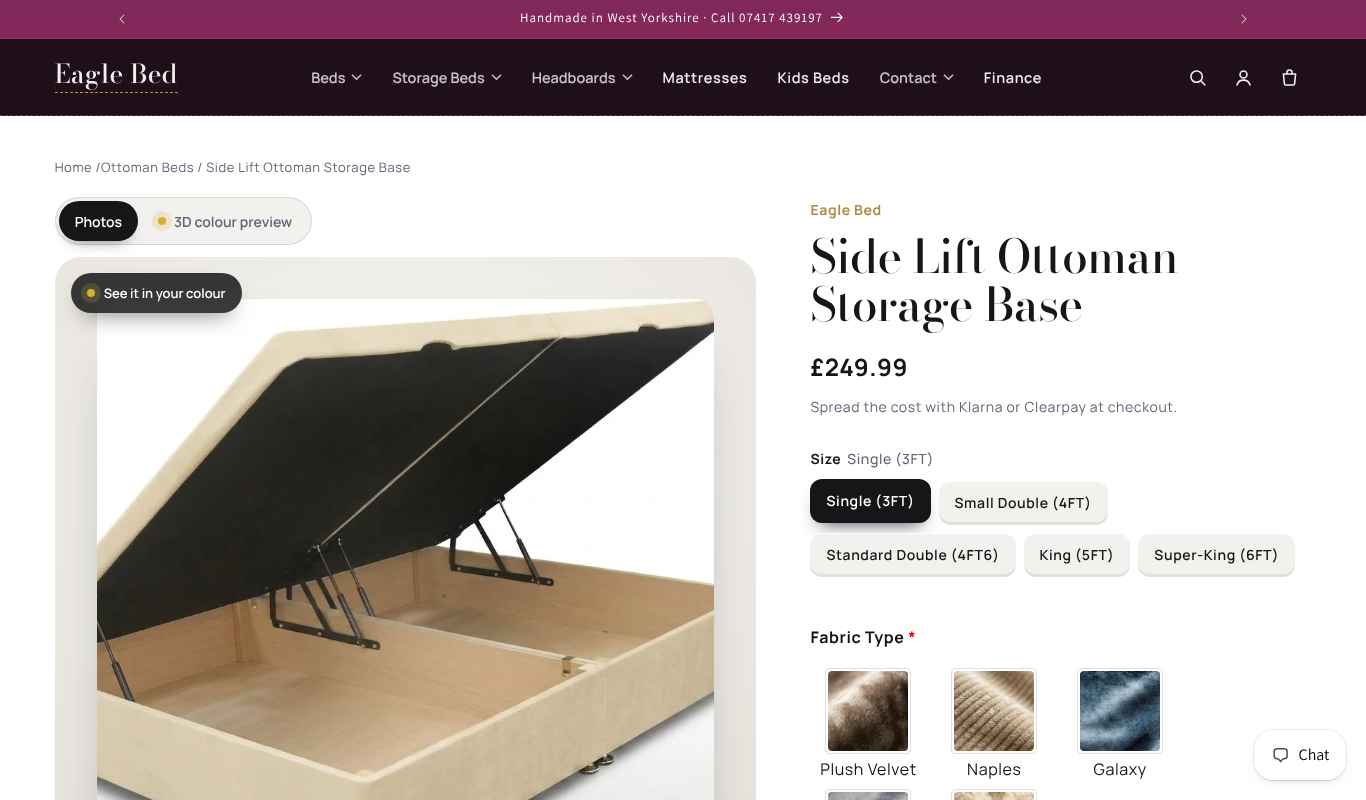 Handmade in West Yorkshire · Call 07417 439197
Eagle Bed
Beds
Storage Beds
Headboards
Mattresses
Kids Beds
Contact
Finance
Home /Ottoman Beds / Side Lift Ottoman Storage Base
Photos
3D colour preview
See it in your colour
Eagle Bed
Side Lift Ottoman
Storage Base
£249.99
Spread the cost with Klarna or Clearpay at checkout.
Size Single (3FT)
Single (3FT)
Small Double (4FT)
Standard Double (4FT6)
King (5FT)
Super-King (6FT)
Fabric Type *
Plush Velvet
Naples
Galaxy
Chat